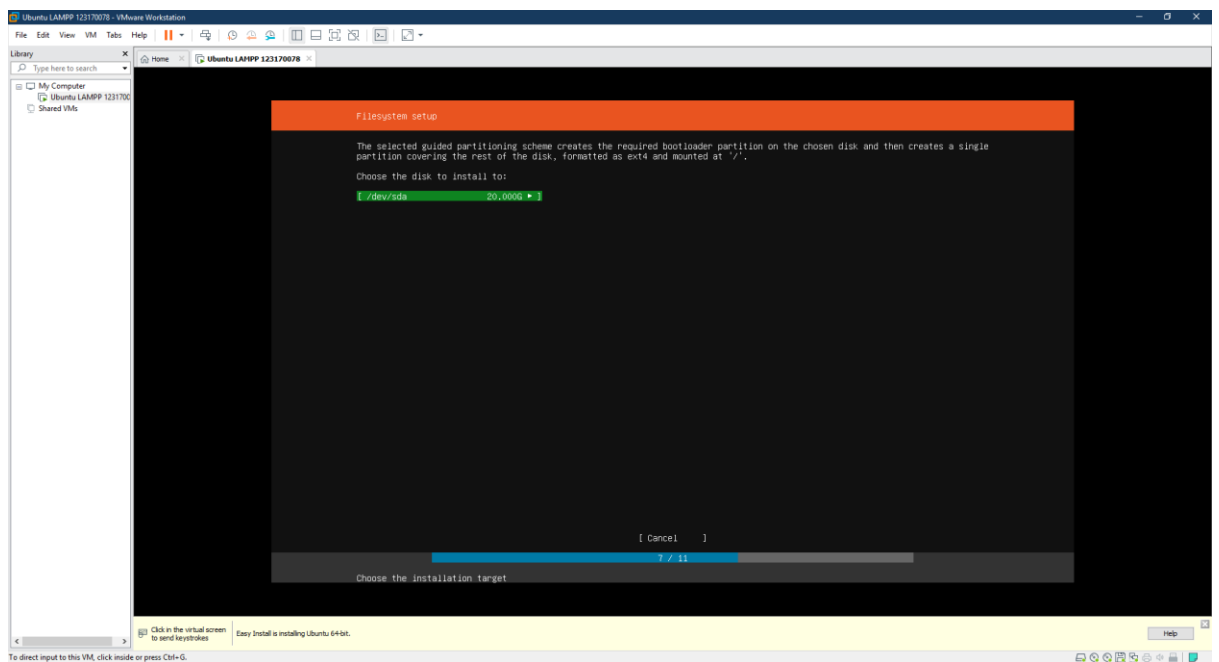 Ubuntu LAMPP 123170078 - VMware Workstation
File Edit View VM Tabs Help
Library
Type here to search
My Computer
Ubuntu LAMPP 1231700
Shared VMs
Home
Ubuntu LAMPP 123170078
Filesystem setup
The selected guided partitioning scheme creates the required bootloader partition on the chosen disk and then creates a single
partition covering the rest of the disk, formatted as ext4 and mounted at '/'.
Choose the disk to install to:
[ /dev/sda 20.000G ▸ ]
[ Cancel ]
7 / 11
Choose the installation target
Click in the virtual screen
to send keystrokes
Easy Install is installing Ubuntu 64-bit.
Help
To direct input to this VM, click inside or press Ctrl+G.